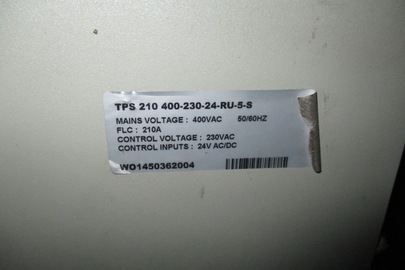 TPS 210 400-230-24-RU-5-S
MAINS VOLTAGE : 400VAC 50/60HZ
FLC : 210A
CONTROL VOLTAGE : 230VAC
CONTROL INPUTS : 24V AC/DC
WO1450362004